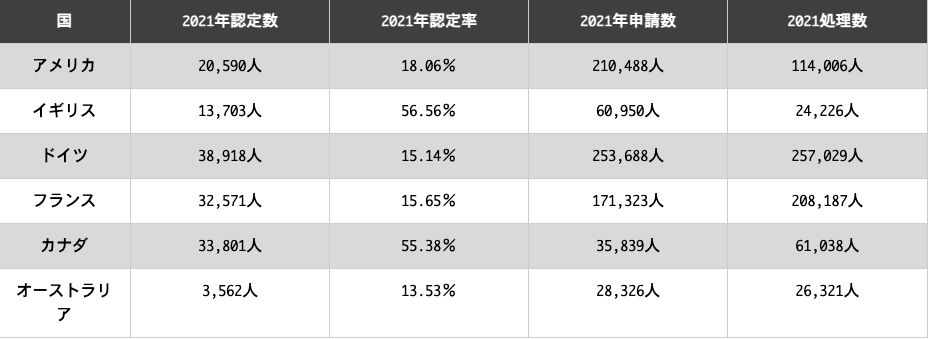 国 2021年認定数 2021年認定率 2021年申請数 2021処理数
アメリカ 20,590人 18.06% 210,488人 114,006人
イギリス 13,703人 56.56% 60,950人 24,226人
ドイツ 38,918人 15.14% 253,688人 257,029人
フランス 32,571人 15.65% 171,323人 208,187人
カナダ 33,801人 55.38% 35,839人 61,038人
オーストラリ 3,562人 13.53% 28,326人 26,321人
ア